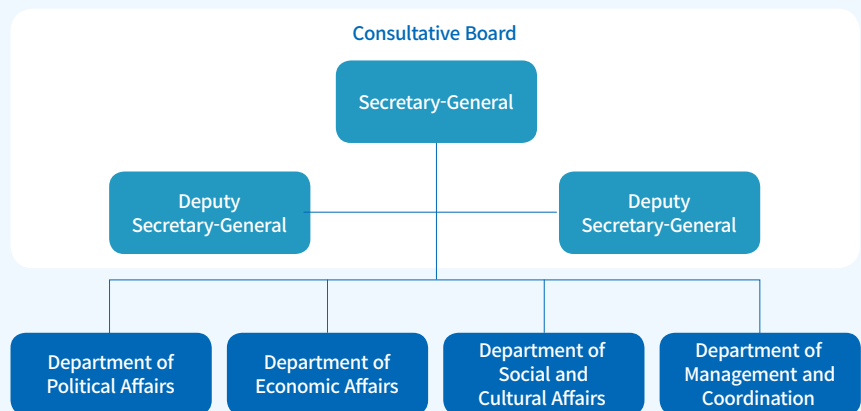 Consultative Board
Secretary-General
Deputy
Secretary-General
Deputy
Secretary-General
Department of
Political Affairs
Department of
Economic Affairs
Department of
Social and
Cultural Affairs
Department of
Management and
Coordination